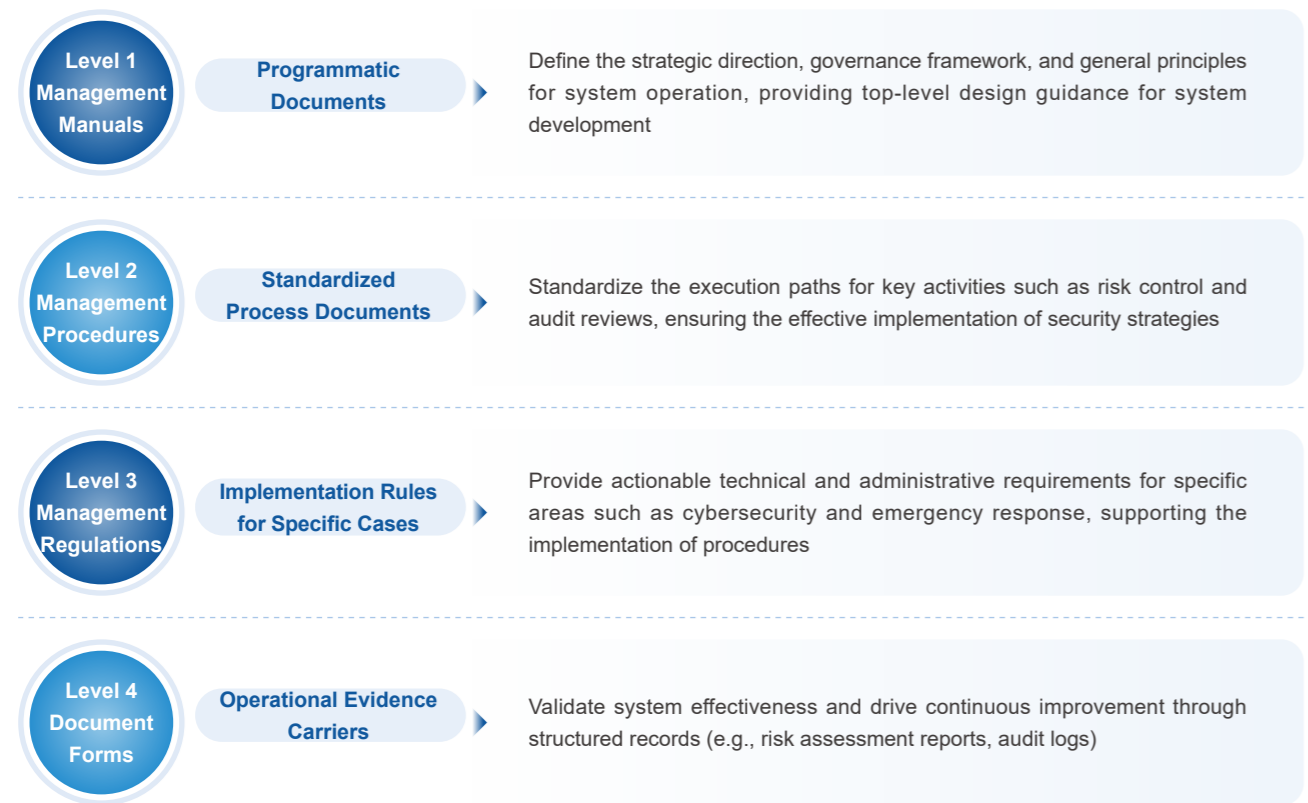 Level 1
Management
Manuals
Programmatic
Documents
Define the strategic direction, governance framework, and general principles
for system operation, providing top-level design guidance for system
development
Level 2
Management
Procedures
Standardized
Process Documents
Standardize the execution paths for key activities such as risk control and
audit reviews, ensuring the effective implementation of security strategies
Level 3
Management
Regulations
Implementation Rules
for Specific Cases
Provide actionable technical and administrative requirements for specific
areas such as cybersecurity and emergency response, supporting the
implementation of procedures
Level 4
Document
Forms
Operational Evidence
Carriers
Validate system effectiveness and drive continuous improvement through
structured records (e.g., risk assessment reports, audit logs)